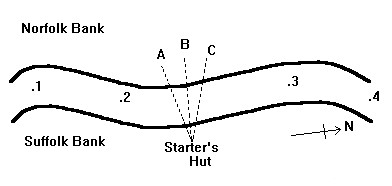 Norfolk Bank
A B C
.1 .2 .3 .4
Suffolk Bank
Starter's
Hut
N